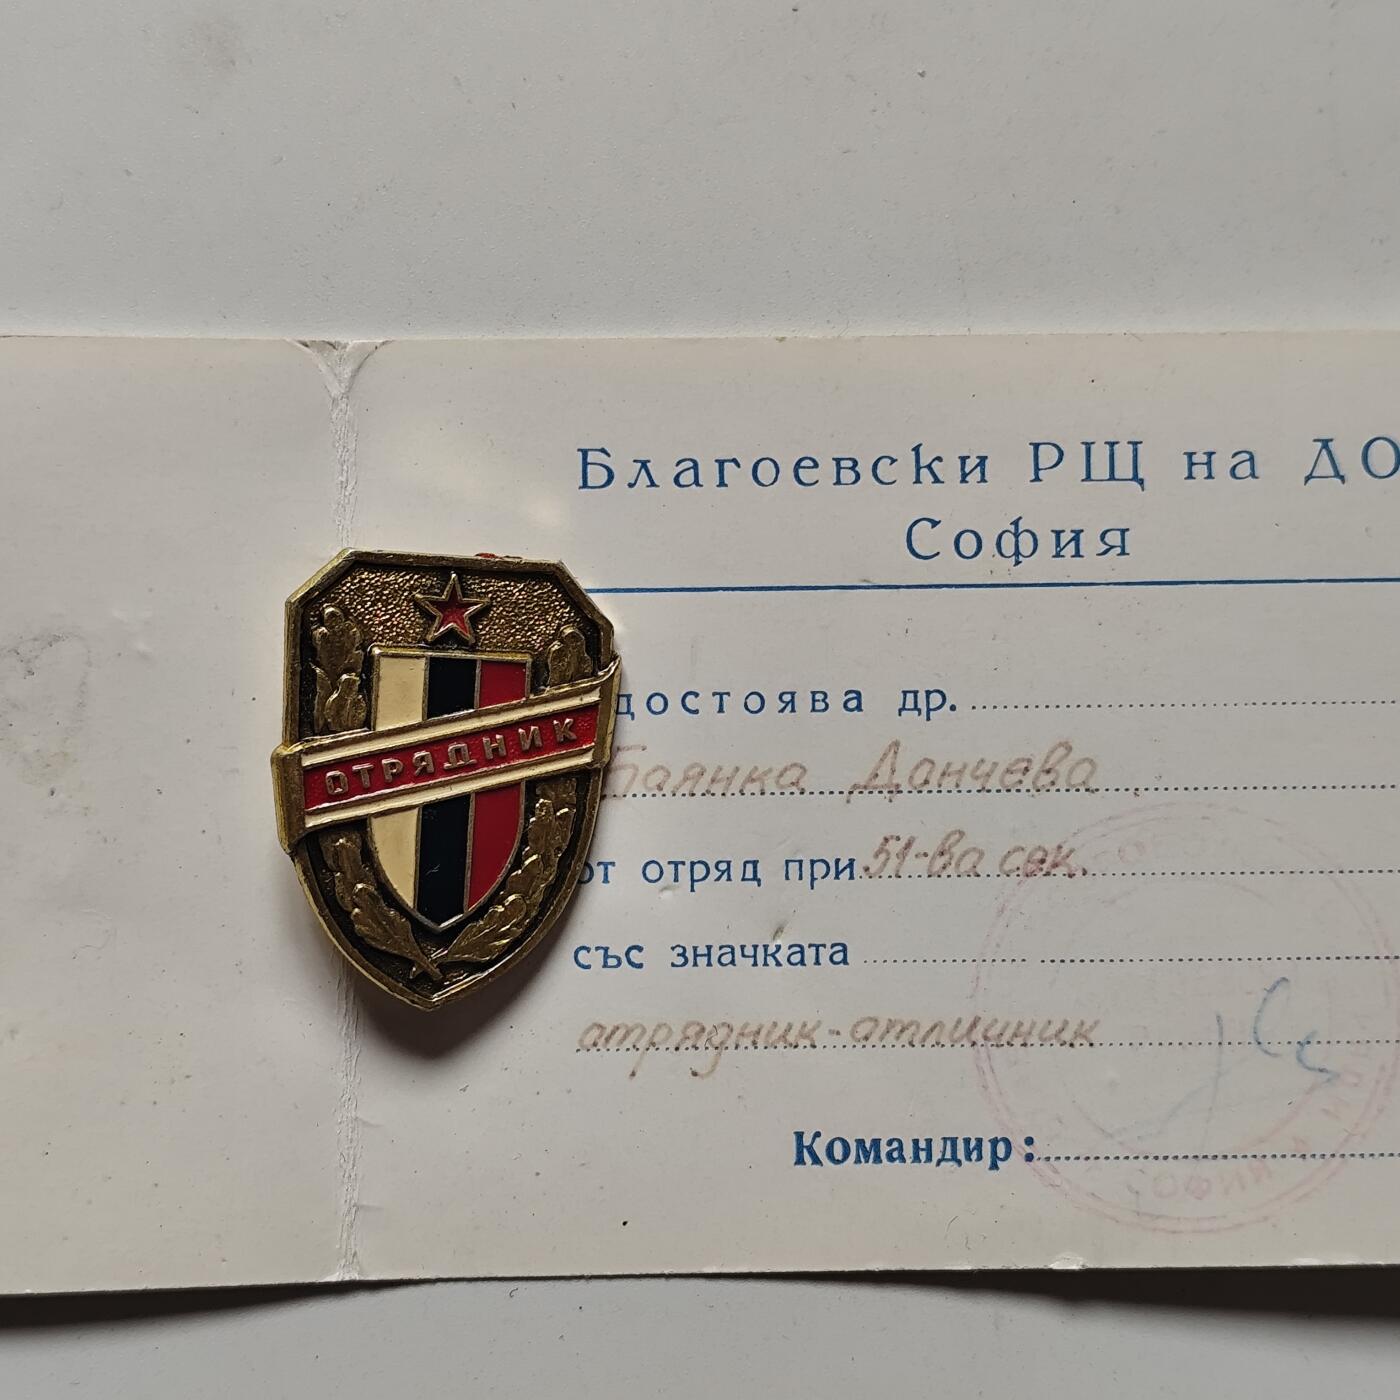 Благоевски РЩ на ДО
София
достоява др.
Баянка Данчева
от отряд при 51-ва сек.
със значката
отрядник-отличник
Командир:
ОТРЯДНИК